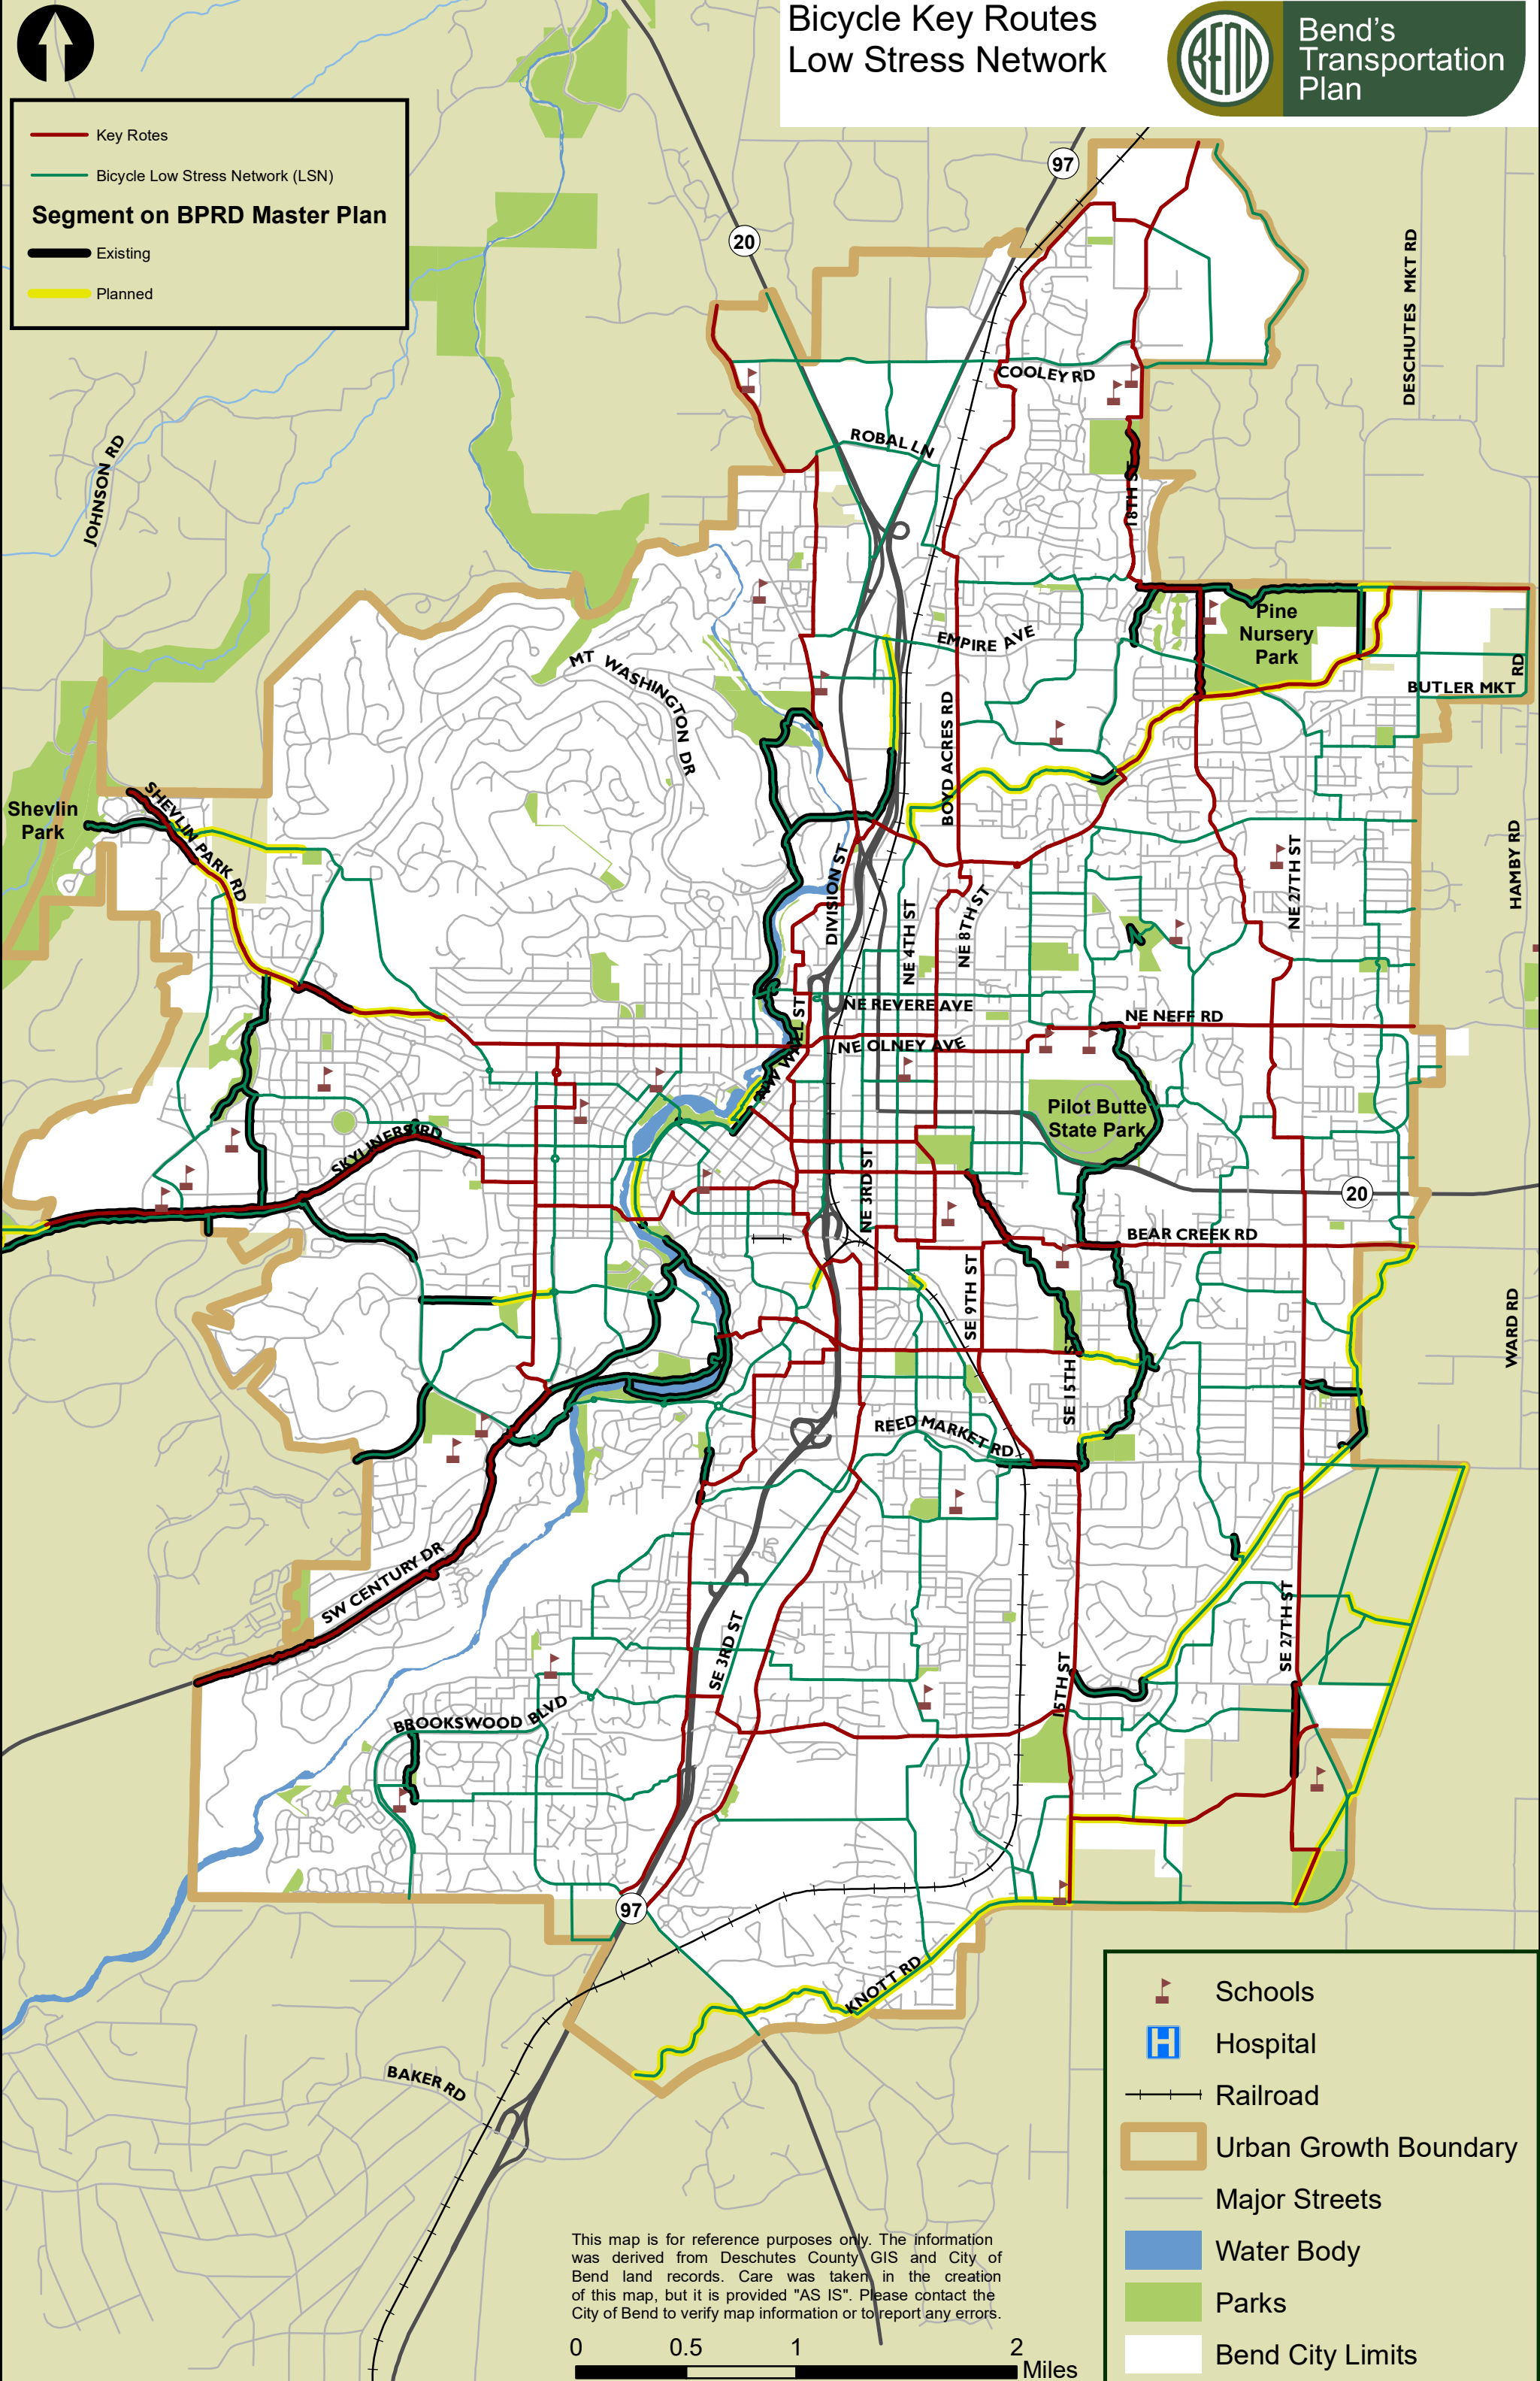 Bicycle Key Routes
Low Stress Network
BEND
Bend's
Transportation
Plan
Key Rotes
Bicycle Low Stress Network (LSN)
Segment on BPRD Master Plan
Existing
Planned
97
20
DESCHUTES MKT RD
JOHNSON RD
COOLEY RD
ROBAL LN
18TH ST
Pine
Nursery
Park
EMPIRE AVE
MT WASHINGTON DR
BUTLER MKT RD
BOYD ACRES RD
Shevlin
Park
SHEVLIN PARK RD
DIVISION ST
NE 4TH ST
NE 8TH ST
NE 27TH ST
HAMBY RD
NE REVERE AVE
NE NEFF RD
NE OLNEY AVE
NW WALL ST
Pilot Butte
State Park
SKYLINERS RD
NE 3RD ST
20
BEAR CREEK RD
SE 9TH ST
WARD RD
SE 15TH ST
REED MARKET RD
SW CENTURY DR
SE 3RD ST
SE 27TH ST
15TH ST
BROOKSWOOD BLVD
97
KNOTT RD
BAKER RD
Schools
H
Hospital
Railroad
Urban Growth Boundary
Major Streets
Water Body
Parks
Bend City Limits
This map is for reference purposes only. The information
was derived from Deschutes County GIS and City of
Bend land records. Care was taken in the creation
of this map, but it is provided "AS IS". Please contact the
City of Bend to verify map information or to report any errors.
0 0.5 1 2
Miles